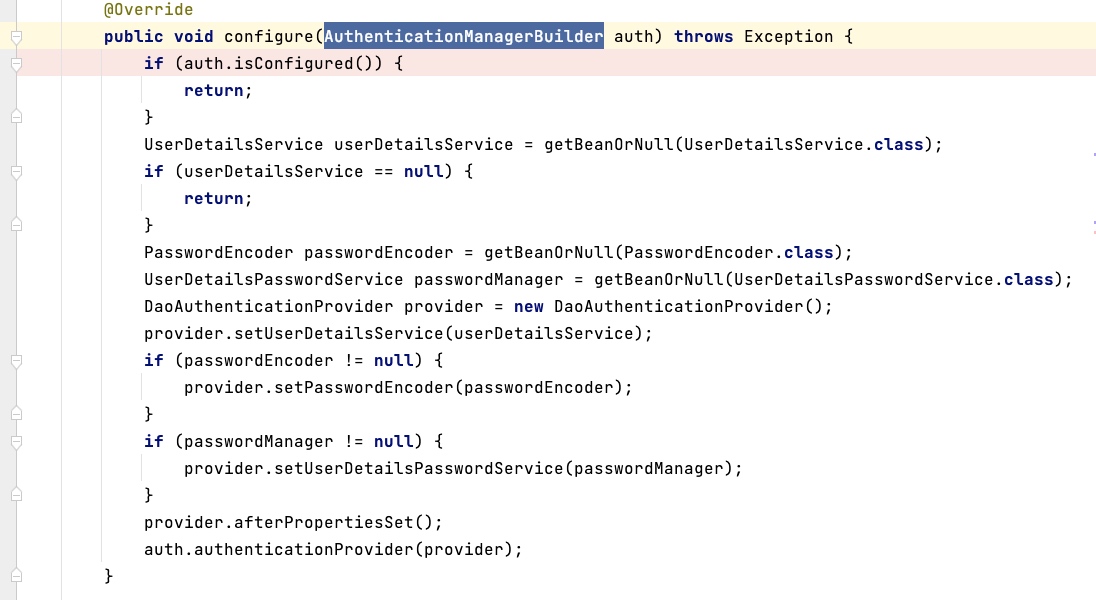 @Override
public void configure(AuthenticationManagerBuilder auth) throws Exception {
if (auth.isConfigured()) {
return;
}
UserDetailsService userDetailsService = getBeanOrNull(UserDetailsService.class);
if (userDetailsService == null) {
return;
}
PasswordEncoder passwordEncoder = getBeanOrNull(PasswordEncoder.class);
UserDetailsPasswordService passwordManager = getBeanOrNull(UserDetailsPasswordService.class);
DaoAuthenticationProvider provider = new DaoAuthenticationProvider();
provider.setUserDetailsService(userDetailsService);
if (passwordEncoder != null) {
provider.setPasswordEncoder(passwordEncoder);
}
if (passwordManager != null) {
provider.setUserDetailsPasswordService(passwordManager);
}
provider.afterPropertiesSet();
auth.authenticationProvider(provider);
}